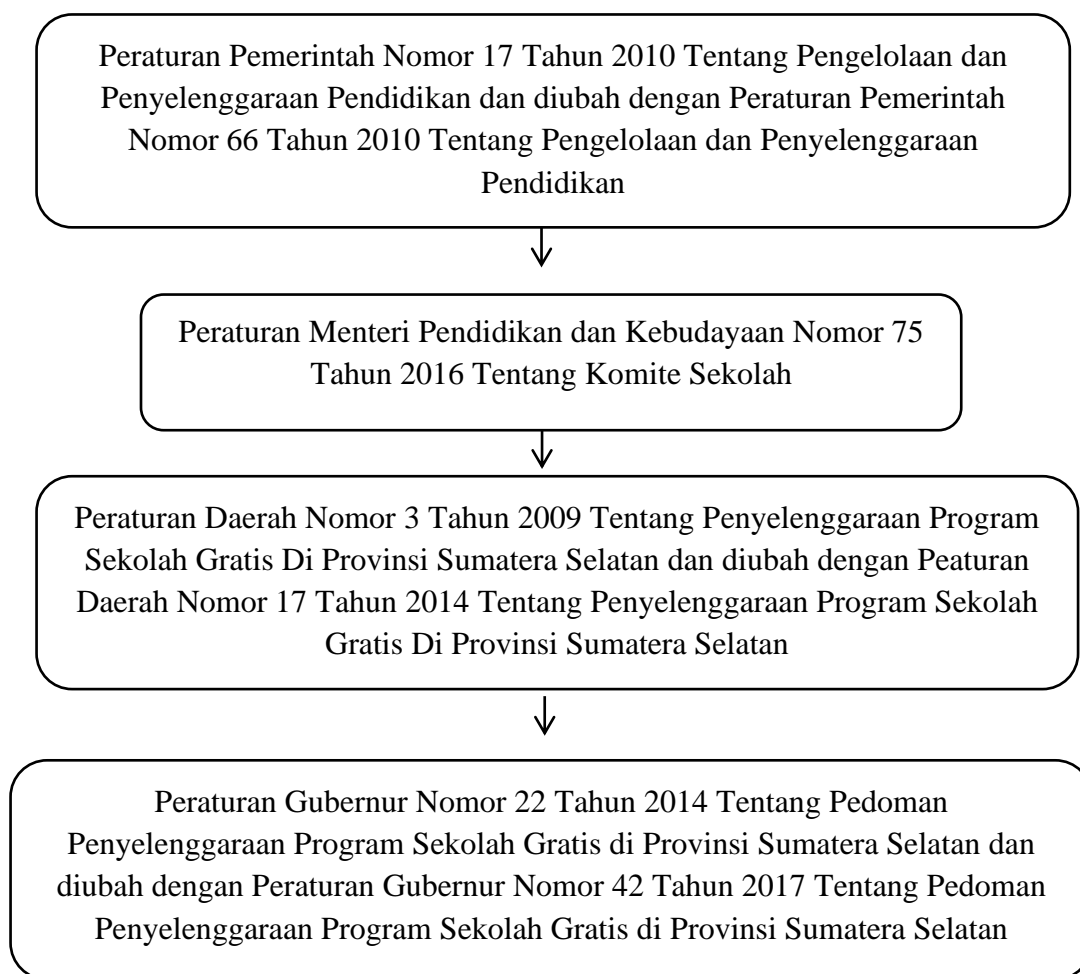 Peraturan Pemerintah Nomor 17 Tahun 2010 Tentang Pengelolaan dan
Penyelenggaraan Pendidikan dan diubah dengan Peraturan Pemerintah
Nomor 66 Tahun 2010 Tentang Pengelolaan dan Penyelenggaraan
Pendidikan
Peraturan Menteri Pendidikan dan Kebudayaan Nomor 75
Tahun 2016 Tentang Komite Sekolah
Peraturan Daerah Nomor 3 Tahun 2009 Tentang Penyelenggaraan Program
Sekolah Gratis Di Provinsi Sumatera Selatan dan diubah dengan Peaturan
Daerah Nomor 17 Tahun 2014 Tentang Penyelenggaraan Program Sekolah
Gratis Di Provinsi Sumatera Selatan
Peraturan Gubernur Nomor 22 Tahun 2014 Tentang Pedoman
Penyelenggaraan Program Sekolah Gratis di Provinsi Sumatera Selatan dan
diubah dengan Peraturan Gubernur Nomor 42 Tahun 2017 Tentang Pedoman
Penyelenggaraan Program Sekolah Gratis di Provinsi Sumatera Selatan